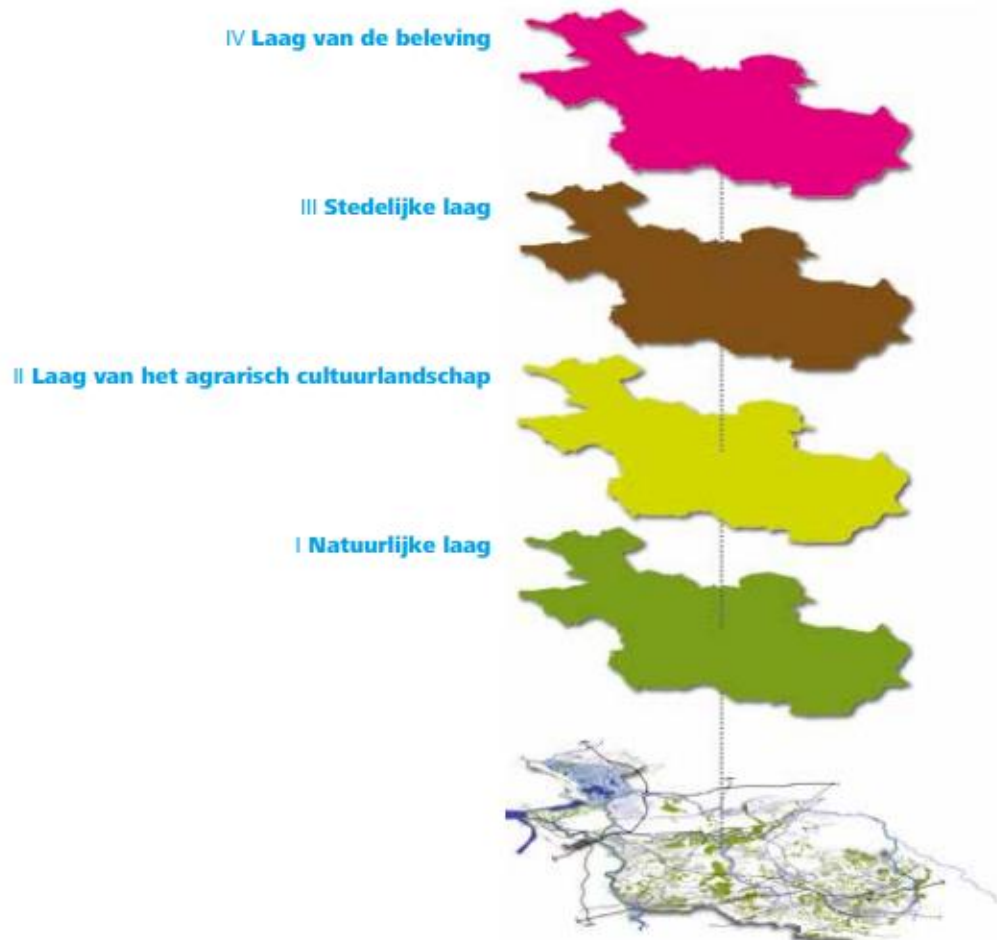 IV Laag van de beleving
III Stedelijke laag
II Laag van het agrarisch cultuurlandschap
I Natuurlijke laag